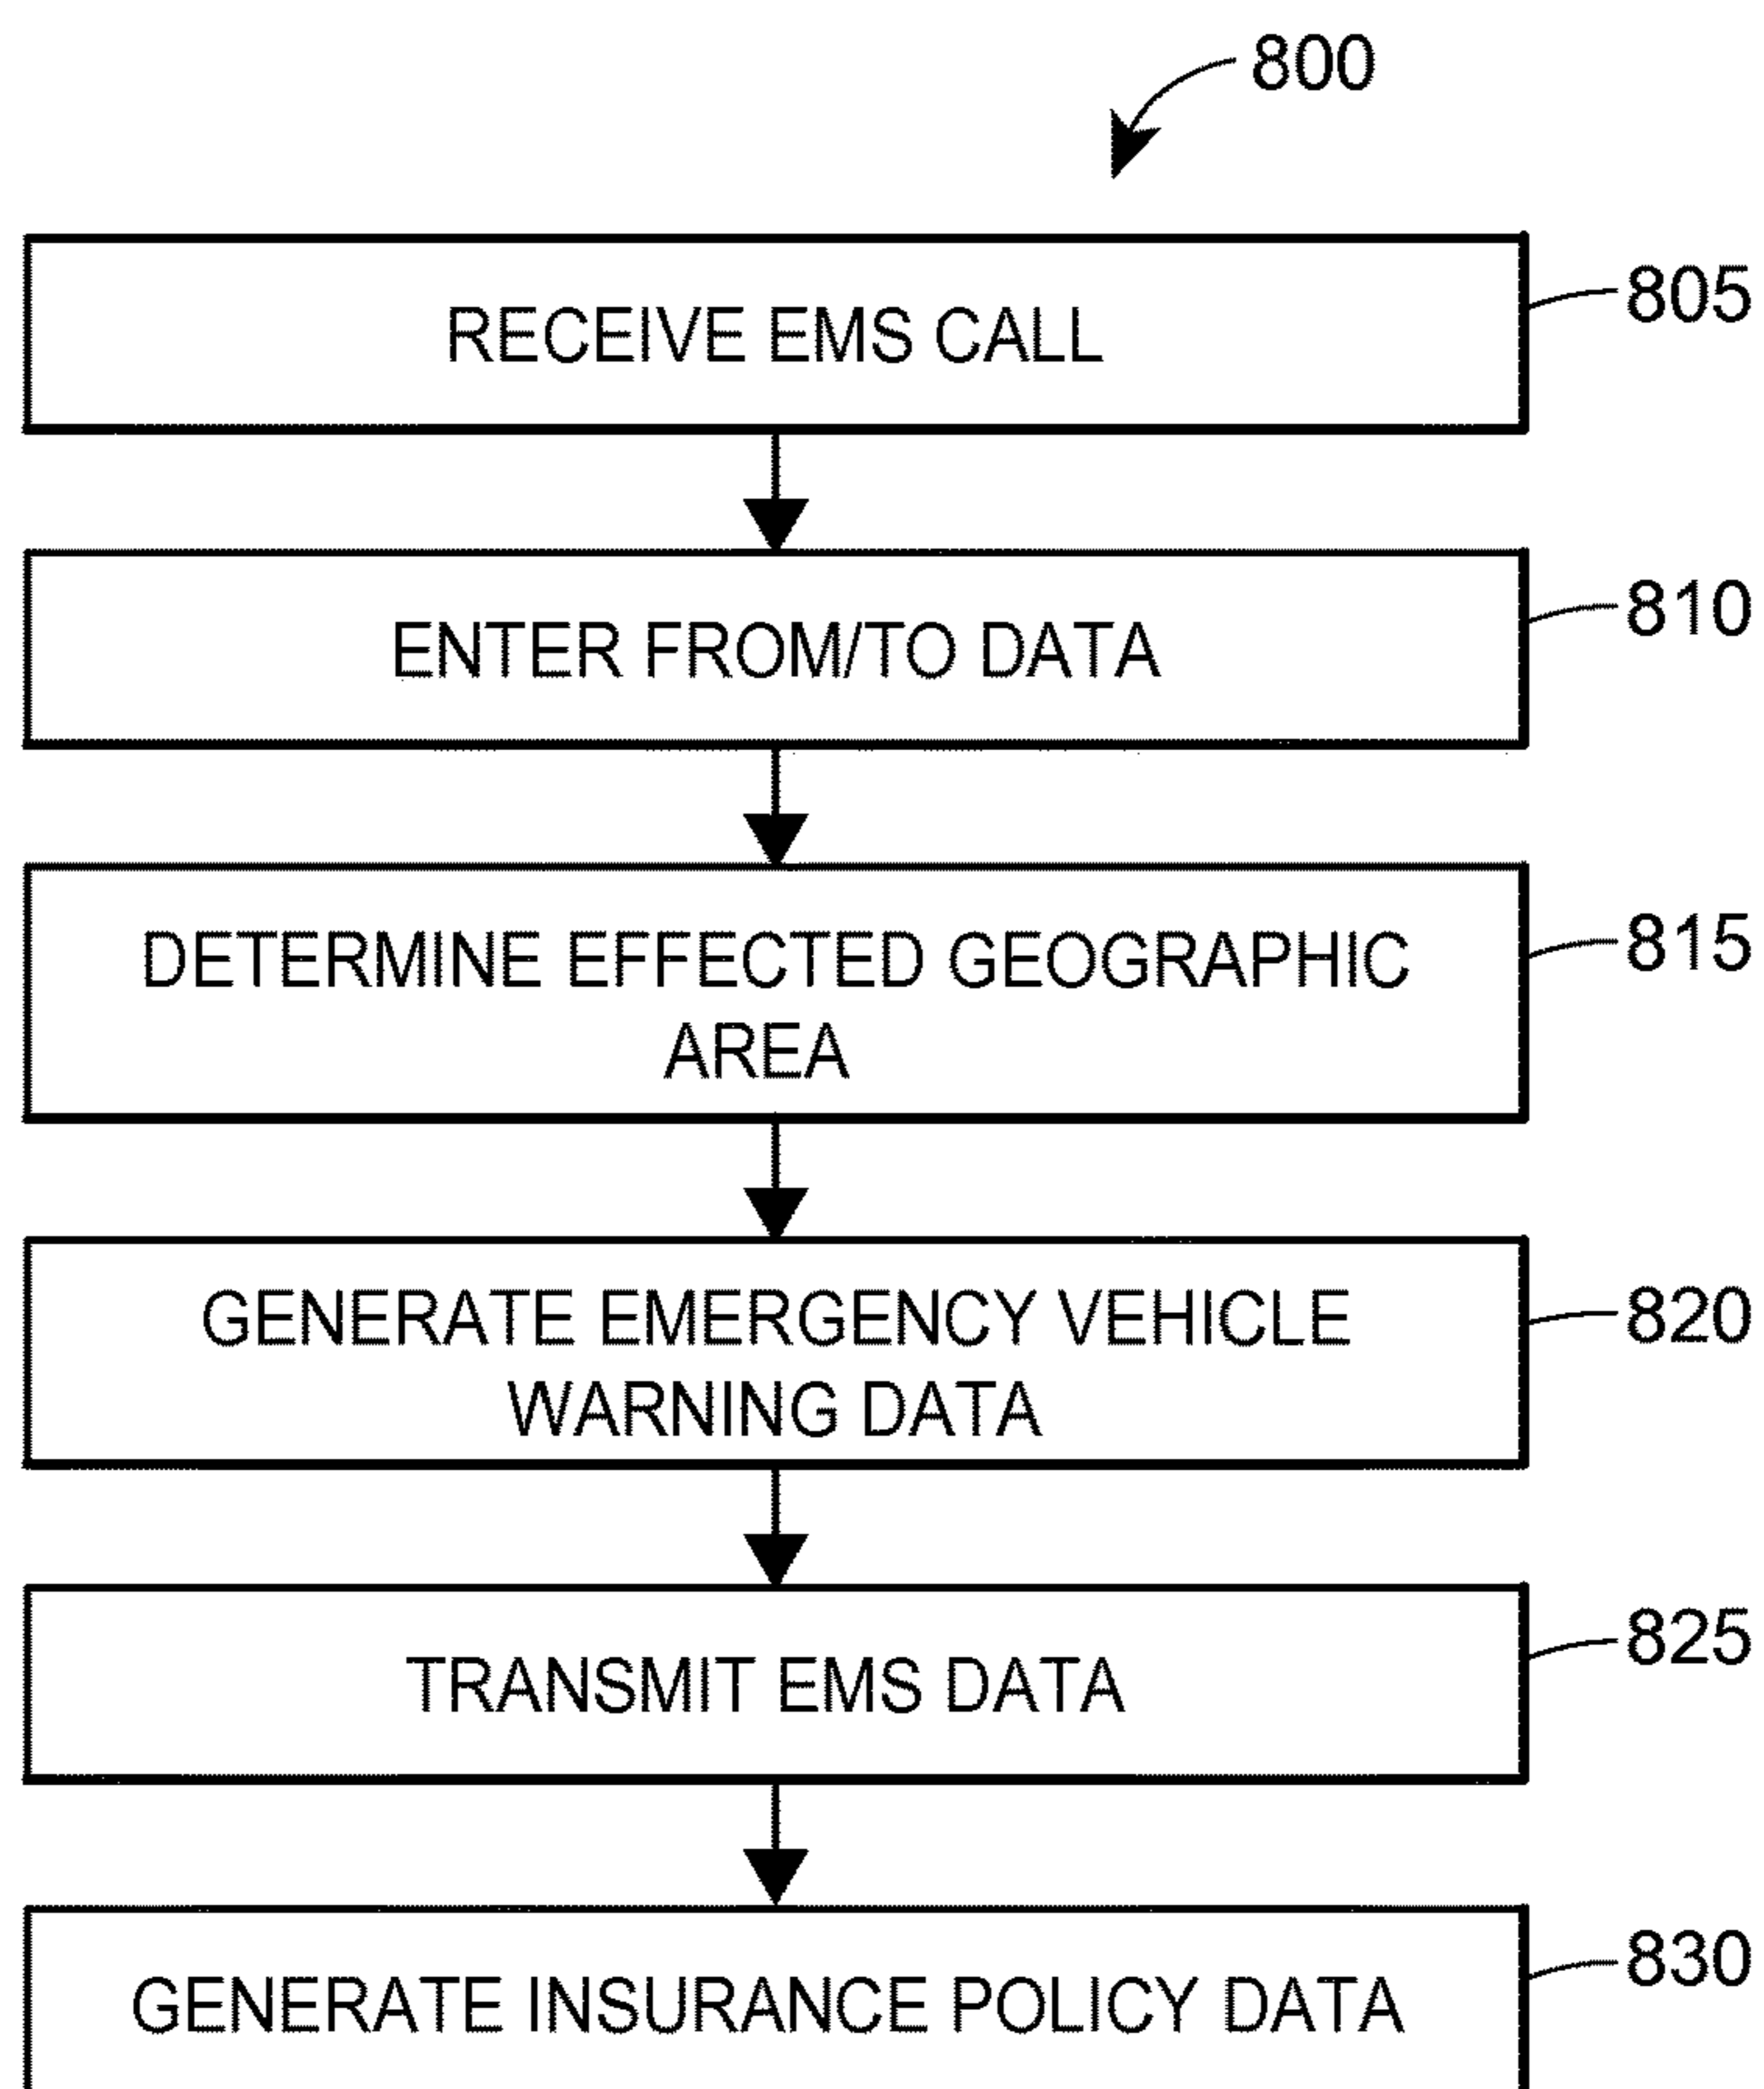 800
RECEIVE EMS CALL
805
ENTER FROM/TO DATA
810
DETERMINE EFFECTED GEOGRAPHIC
AREA
815
GENERATE EMERGENCY VEHICLE
WARNING DATA
820
TRANSMIT EMS DATA
825
GENERATE INSURANCE POLICY DATA
830